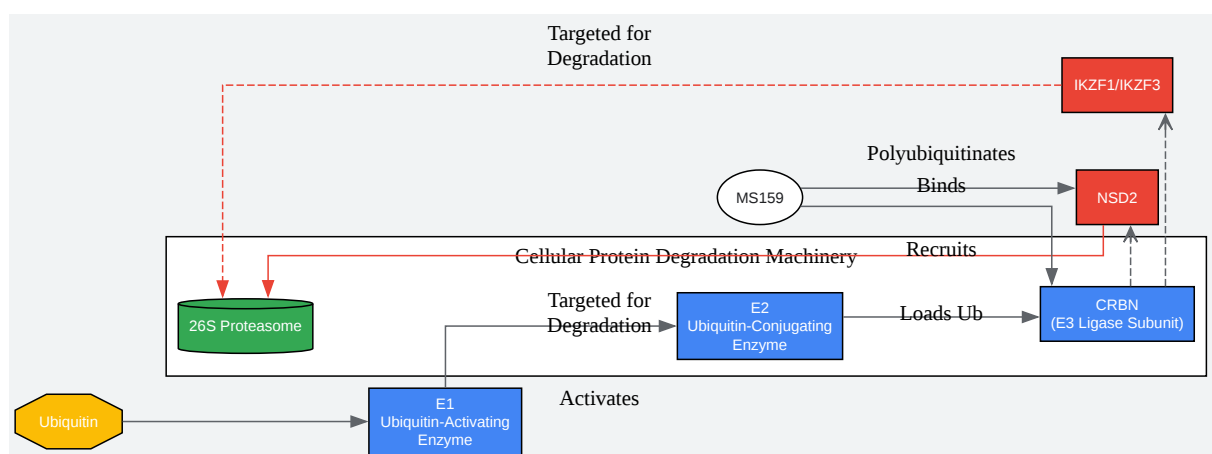 Targeted for
Degradation
IKZF1/IKZF3
Polyubiquitinates
MS159
Binds
NSD2
Cellular Protein Degradation Machinery
Recruits
26S Proteasome
Targeted for
Degradation
E2
Ubiquitin-Conjugating
Enzyme
Loads Ub
CRBN
(E3 Ligase Subunit)
Activates
Ubiquitin
E1
Ubiquitin-Activating
Enzyme